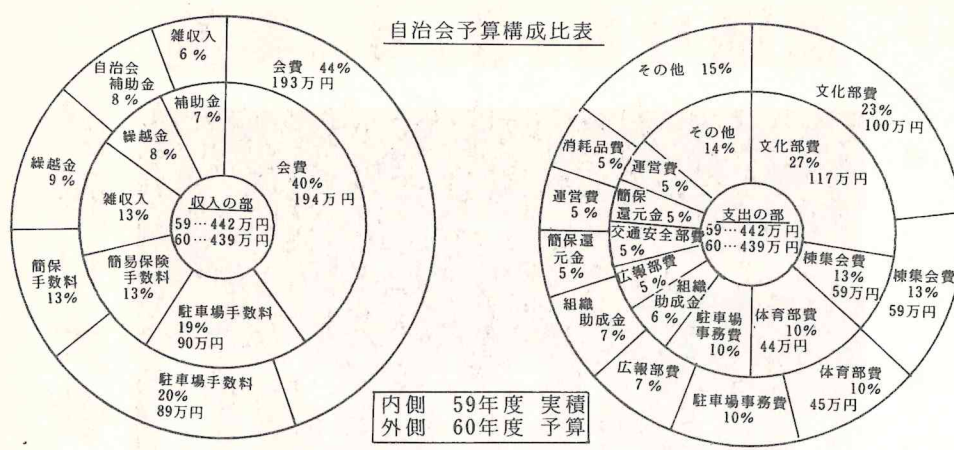 自治会予算構成比表
雑収入
6%
会費 44%
193万円
自治会
補助金
8%
繰越金
9%
簡保
手数料
13%
駐車場手数料
20%
89万円
補助金
7%
繰越金
8%
雑収入
13%
簡易保険
手数料
13%
駐車場手数料
19%
90万円
会費
40%
194万円
収入の部
59…442万円
60…439万円
その他 15%
文化部費
23%
100万円
消耗品費
5%
運営費
5%
簡保還
元金
5%
組織
助成金
7%
広報部費
7%
駐車場事務費
10%
体育部費
10%
45万円
棟集会費
13%
59万円
その他
14%
文化部費
27%
117万円
運営費
5%
簡保
還元金5%
交通安全部費
5%
広報部費
5%
組織
助成金
6%
駐車場
事務費
10%
体育部費
10%
44万円
棟集会費
13%
59万円
支出の部
59…442万円
60…439万円
内側 59年度 実積
外側 60年度 予算